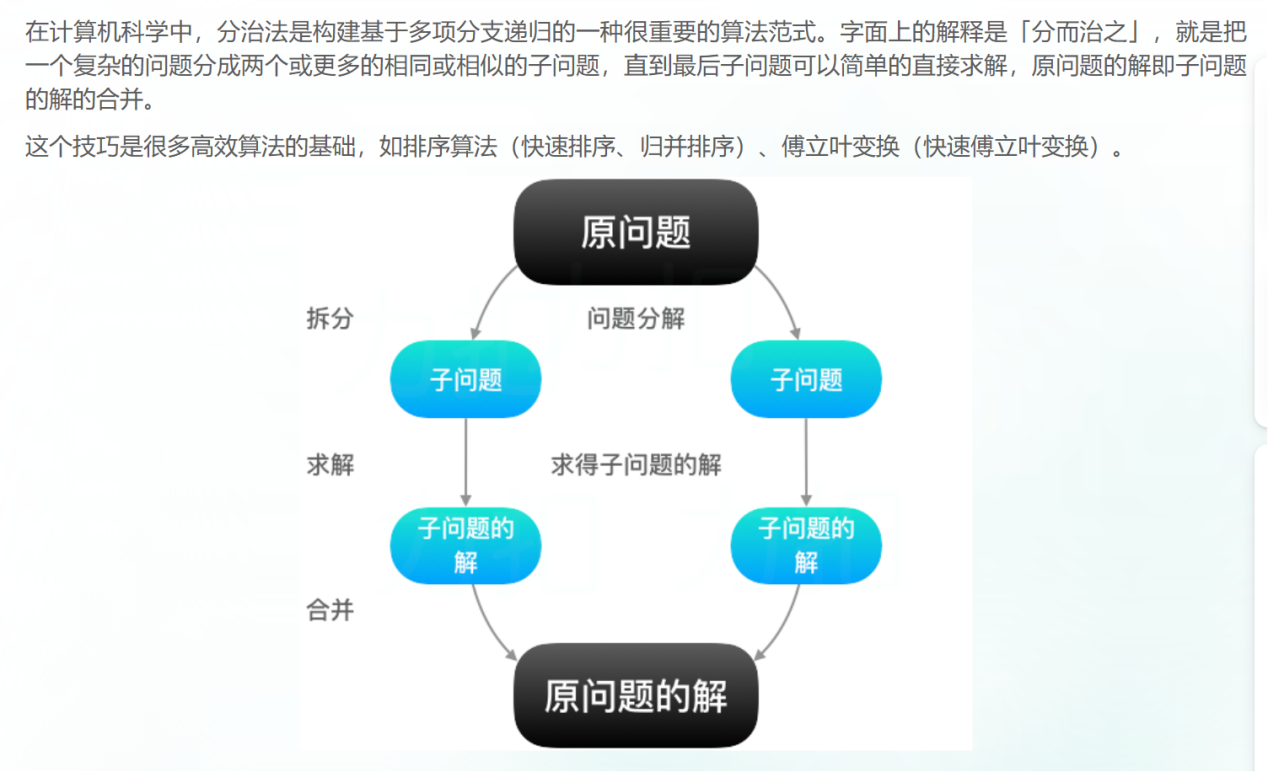 在计算机科学中，分治法是构建基于多项分支递归的一种很重要的算法范式。字面上的解释是「分而治之」，就是把
一个复杂的问题分成两个或更多的相同或相似的子问题，直到最后子问题可以简单的直接求解，原问题的解即子问题
的解的合并。
这个技巧是很多高效算法的基础，如排序算法（快速排序、归并排序）、傅立叶变换（快速傅立叶变换）。
原问题
拆分
问题分解
子问题
子问题
求解
求得子问题的解
子问题的
解
子问题的
解
合并
原问题的解